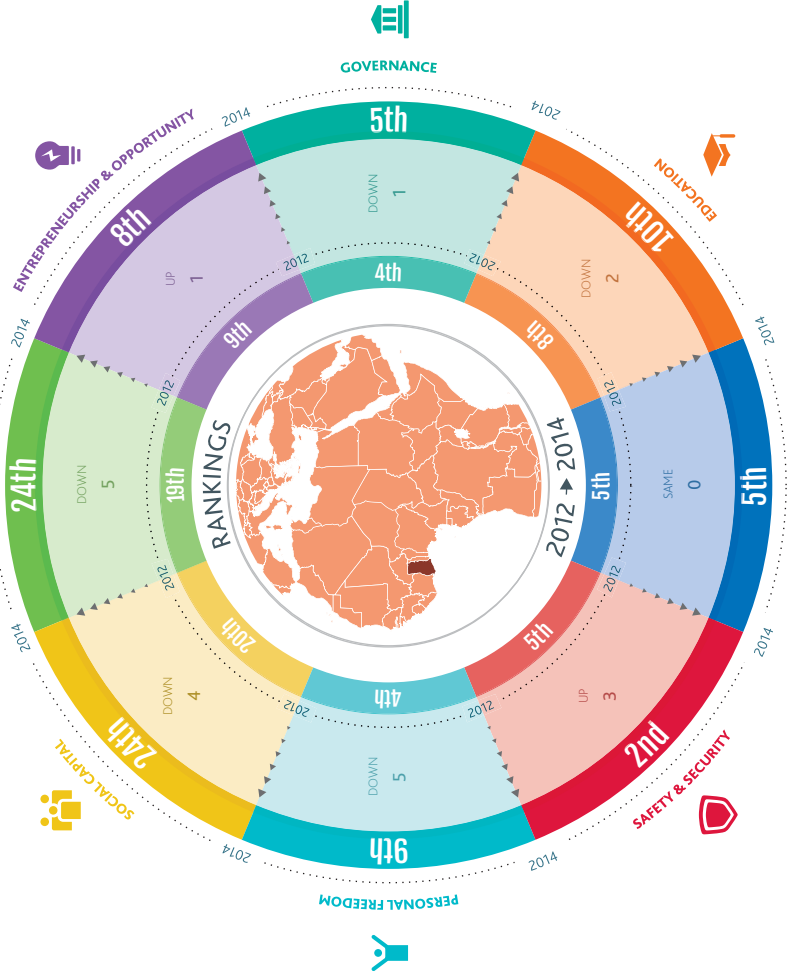 GOVERNANCE
2014
5th
DOWN
1
2012
4th
EDUCATION
2014
10th
DOWN
2
2012
8th
2014
5th
SAME
0
2012
5th
SAFETY & SECURITY
2014
2nd
UP
3
2012
5th
PERSONAL FREEDOM
2014
9th
DOWN
5
2012
4th
SOCIAL CAPITAL
2014
24th
DOWN
4
2012
20th
2014
24th
DOWN
5
2012
19th
ENTREPRENEURSHIP & OPPORTUNITY
2014
8th
UP
1
2012
9th
RANKINGS
2012 ► 2014